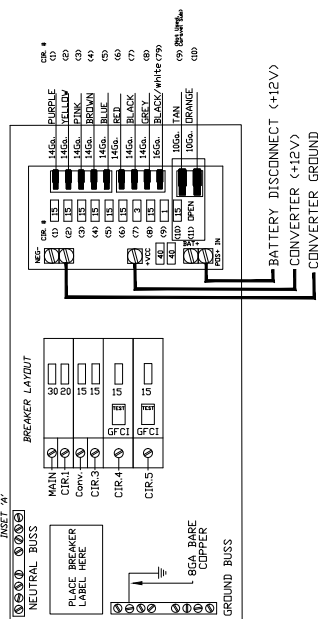 INSET 'A'
NEUTRAL BUSS
BREAKER LAYOUT
PLACE BREAKER
LABEL HERE
MAIN 30
CIR.1 20
Conv. 15
CIR.3 15
CIR.4 GFCI TEST 15
CIR.5 GFCI TEST 15
8GA BARE
COPPER
GROUND BUSS
NEG-
+VCC
40
40
BAT+
POS+ IN
CIR. #
(1) 15 14Ga. PURPLE (1)
(2) 15 14Ga. YELLOW (2)
(3) 15 14Ga. PINK (3)
(4) 15 14Ga. BROWN (4)
(5) 15 14Ga. BLUE (5)
(6) 15 14Ga. RED (6)
(7) 3 14Ga. BLACK (7)
(8) 15 14Ga. GREY (8)
(9) 1 16Ga. BLACK/white(79)
(10) 15 10Ga. TAN (9)
(11) OPEN 10Ga. ORANGE (10)
CIR. #
BATTERY DISCONNECT (+12V)
CONVERTER (+12V)
CONVERTER GROUND